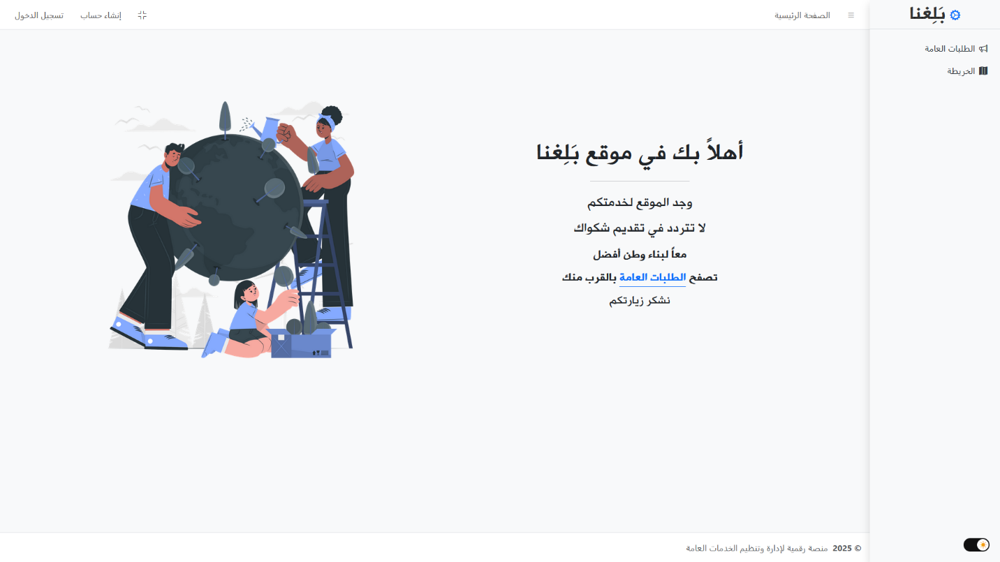 بَلِغْنا
الطلبات العامة
الخريطة
الصفحة الرئيسية
إنشاء حساب
تسجيل الدخول
أهلاً بك في موقع بَلِغْنا
وجد الموقع لخدمتكم
لا تتردد في تقديم شكواك
معاً لبناء وطن أفضل
تصفح الطلبات العامة بالقرب منك
نشكر زيارتكم
© 2025 منصة رقمية لإدارة وتنظيم الخدمات العامة